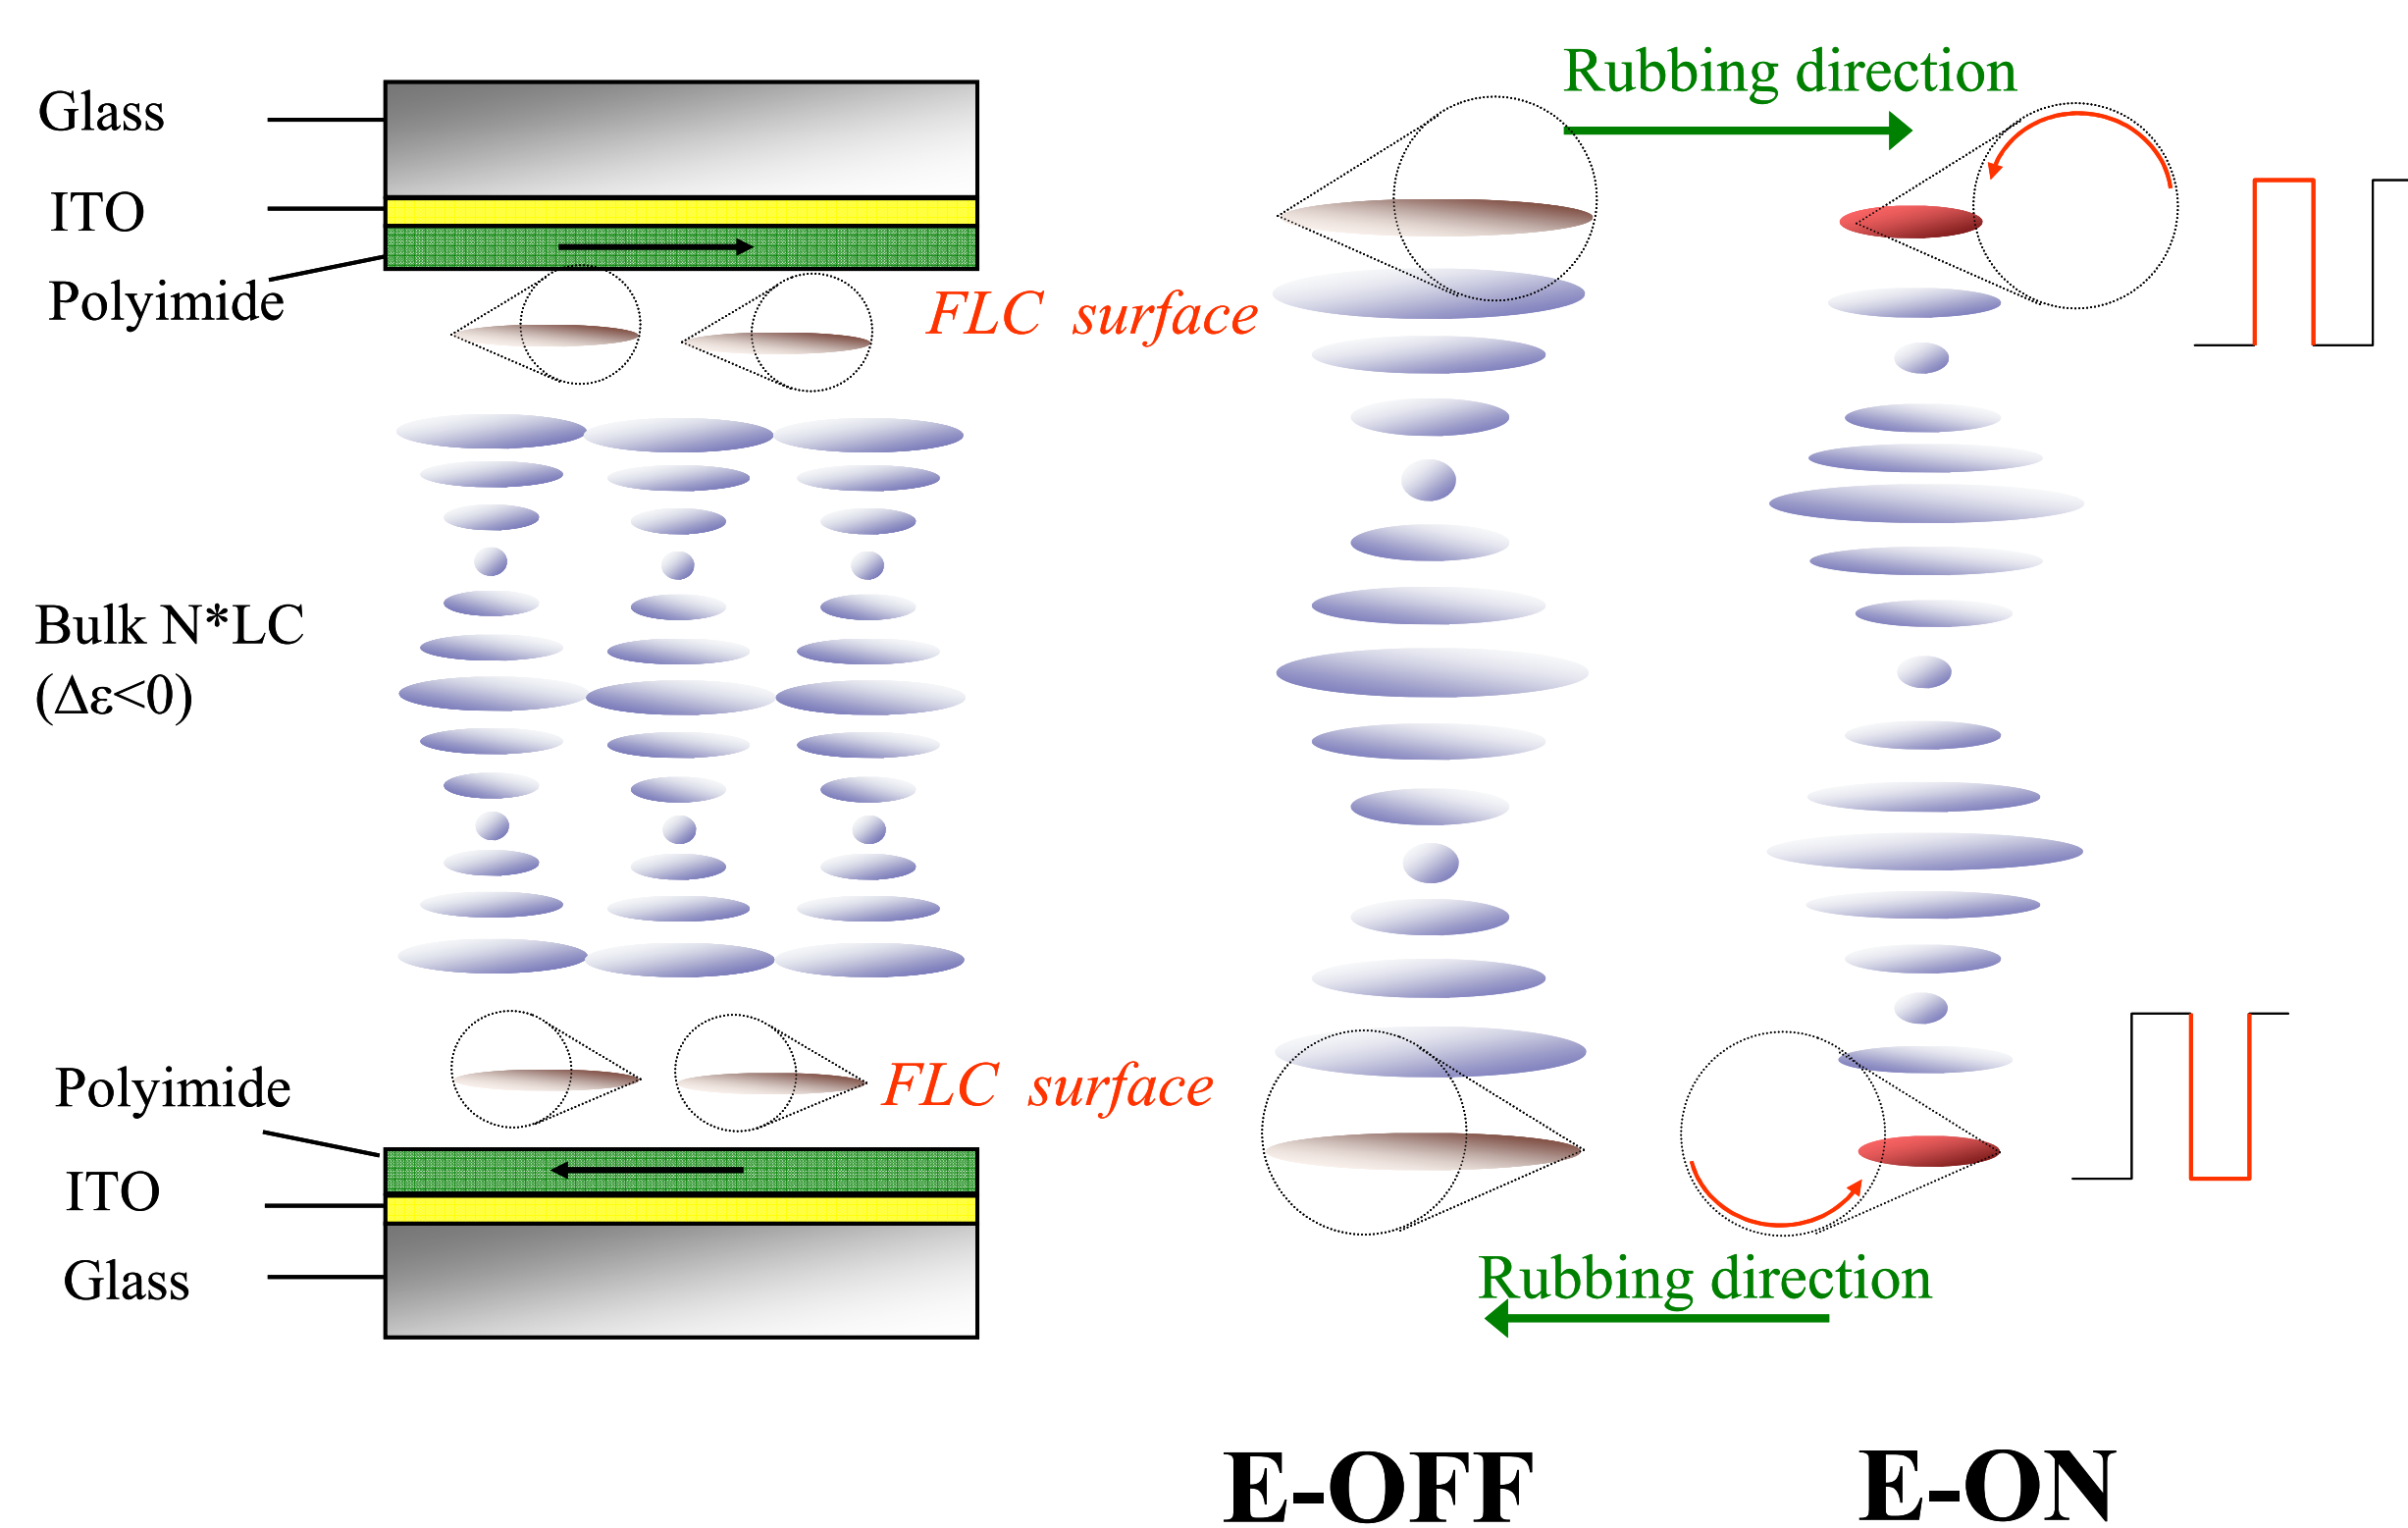 Glass
ITO
Polyimide
FLC surface
Bulk N*LC
(Δε<0)
FLC surface
Polyimide
ITO
Glass
Rubbing direction
Rubbing direction
E-OFF
E-ON